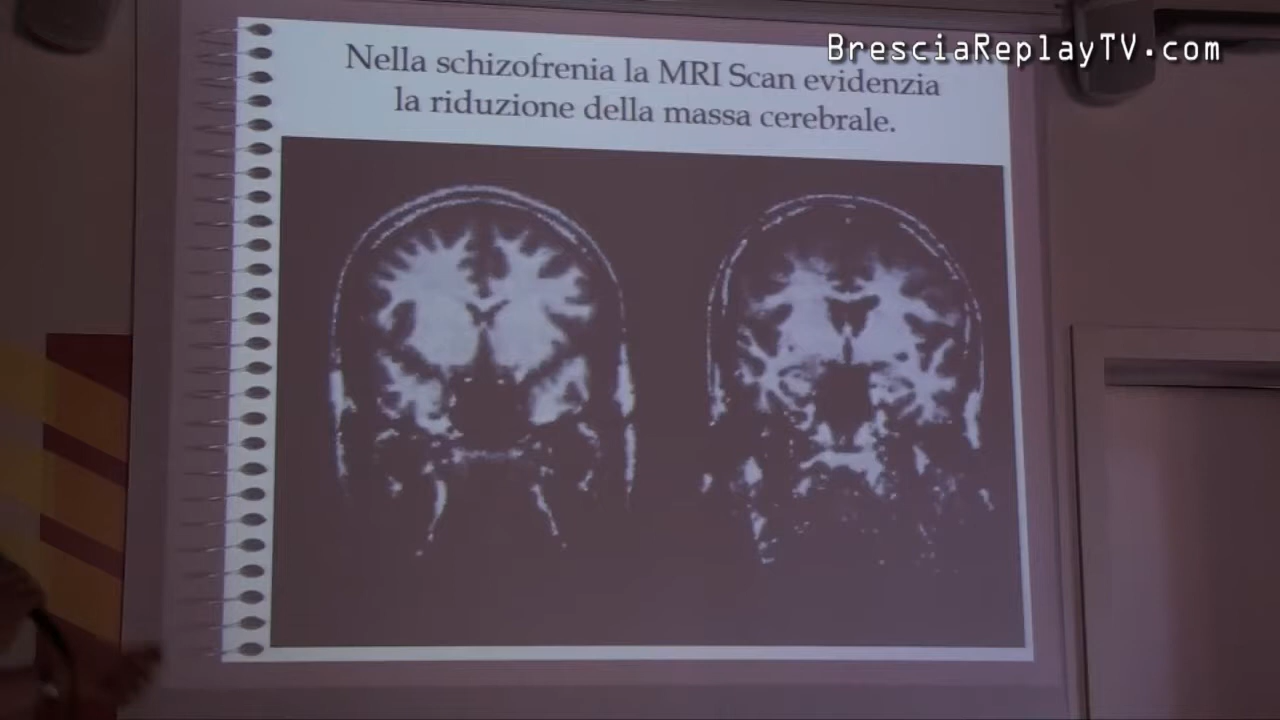 BresciaReplayTV.com
Nella schizofrenia la MRI Scan evidenzia
la riduzione della massa cerebrale.